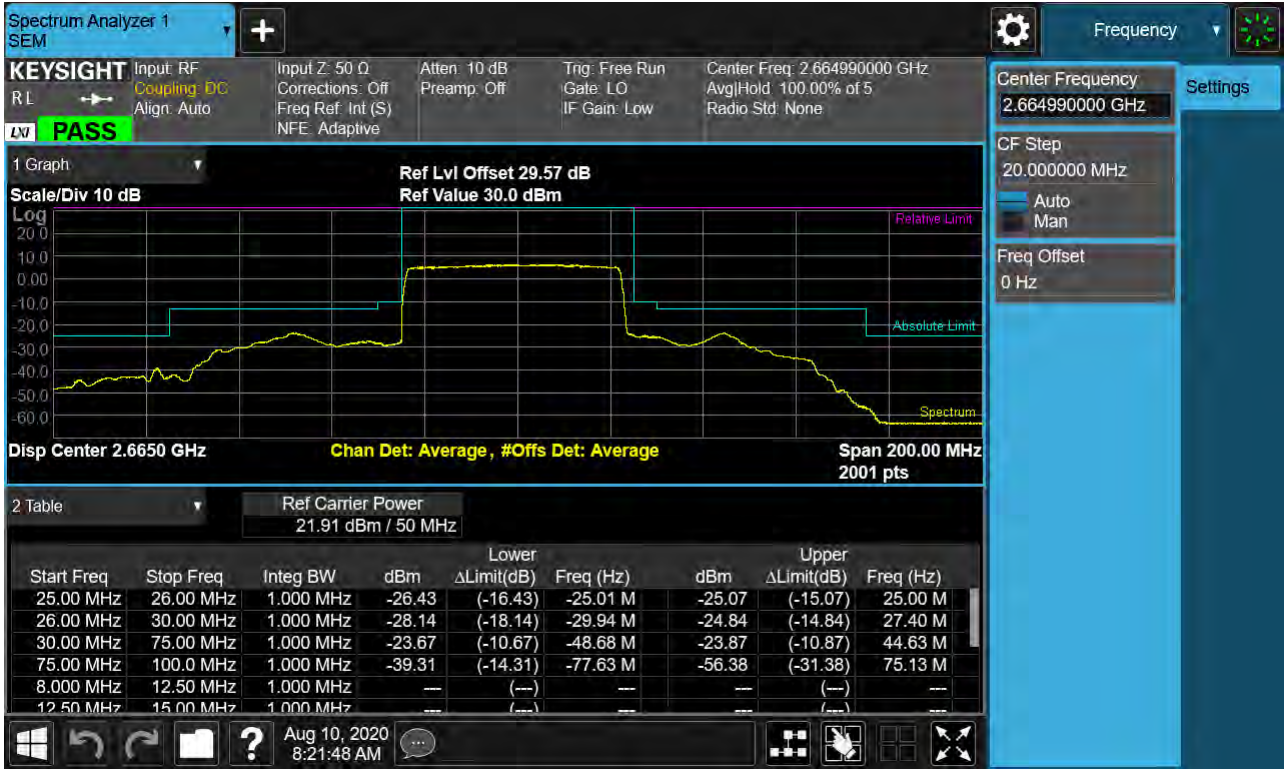 Spectrum Analyzer 1
SEM
Frequency
KEYSIGHT
R L
LXI
PASS
Input: RF
Coupling: DC
Align: Auto
Input Z: 50 Ω
Corrections: Off
Freq Ref: Int (S)
NFE: Adaptive
Atten: 10 dB
Preamp: Off
Trig: Free Run
Gate: LO
IF Gain: Low
Center Freq: 2.664990000 GHz
Avg|Hold: 100.00% of 5
Radio Std: None
Center Frequency
2.664990000 GHz
Settings
CF Step
20.000000 MHz
Auto
Man
Freq Offset
0 Hz
1 Graph
Scale/Div 10 dB
Ref Lvl Offset 29.57 dB
Ref Value 30.0 dBm
Log
20.0
10.0
0.00
-10.0
-20.0
-30.0
-40.0
-50.0
-60.0
Relative Limit
Absolute Limit
Spectrum
Disp Center 2.6650 GHz
Chan Det: Average, #Offs Det: Average
Span 200.00 MHz
2001 pts
2 Table
Ref Carrier Power
21.91 dBm / 50 MHz
Lower Upper
Start Freq Stop Freq Integ BW dBm ΔLimit(dB) Freq (Hz) dBm ΔLimit(dB) Freq (Hz)
25.00 MHz 26.00 MHz 1.000 MHz -26.43 (-16.43) -25.01 M -25.07 (-15.07) 25.00 M
26.00 MHz 30.00 MHz 1.000 MHz -28.14 (-18.14) -29.94 M -24.84 (-14.84) 27.40 M
30.00 MHz 75.00 MHz 1.000 MHz -23.67 (-10.67) -48.68 M -23.87 (-10.87) 44.63 M
75.00 MHz 100.0 MHz 1.000 MHz -39.31 (-14.31) -77.63 M -56.38 (-31.38) 75.13 M
8.000 MHz 12.50 MHz 1.000 MHz --- (---) --- --- (---) ---
12.50 MHz 15.00 MHz 1.000 MHz --- (---) --- --- (---) ---
?
Aug 10, 2020
8:21:48 AM